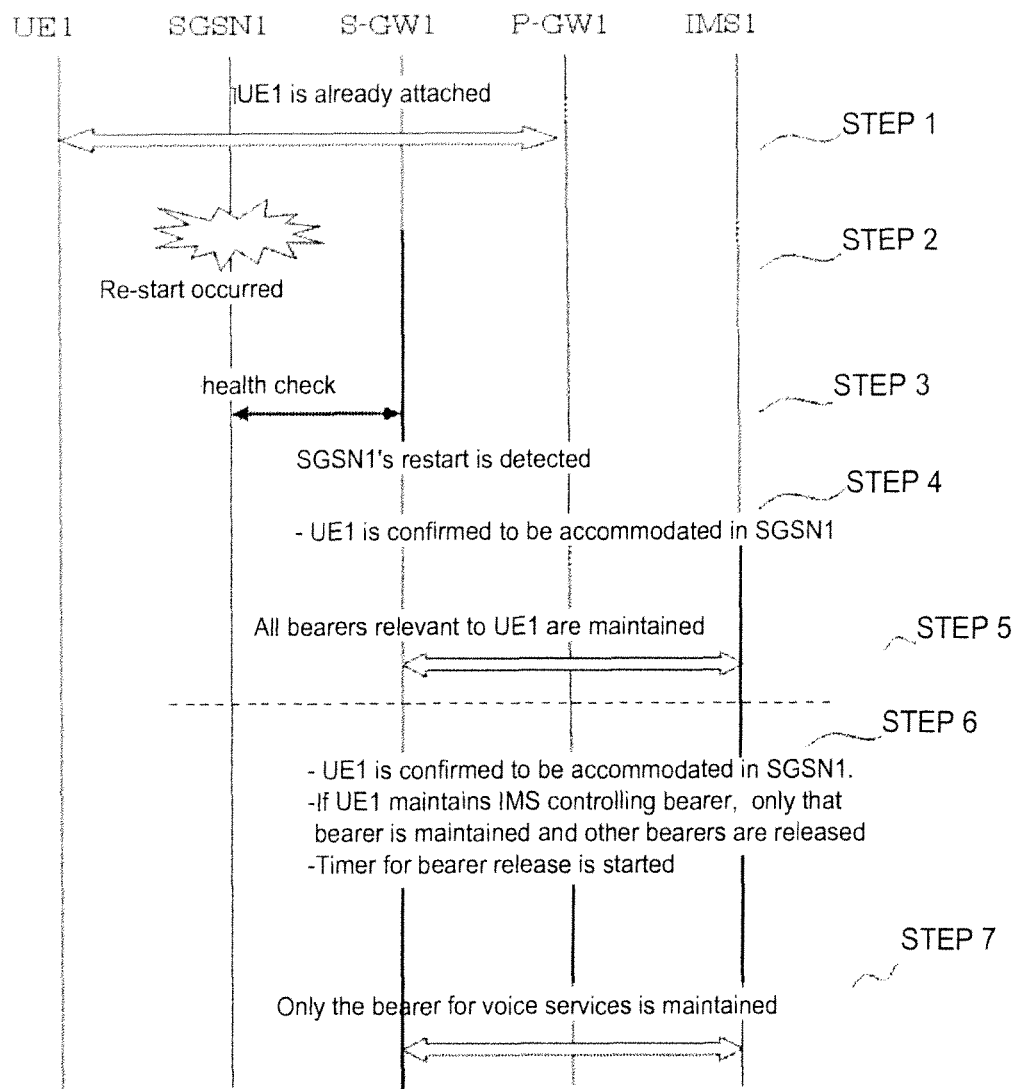 UE1 SGSN1 S-GW1 P-GW1 IMS1
UE1 is already attached
STEP 1
STEP 2
Re-start occurred
health check
STEP 3
SGSN1's restart is detected
STEP 4
- UE1 is confirmed to be accommodated in SGSN1
All bearers relevant to UE1 are maintained
STEP 5
STEP 6
- UE1 is confirmed to be accommodated in SGSN1.
-If UE1 maintains IMS controlling bearer, only that
bearer is maintained and other bearers are released
-Timer for bearer release is started
STEP 7
Only the bearer for voice services is maintained